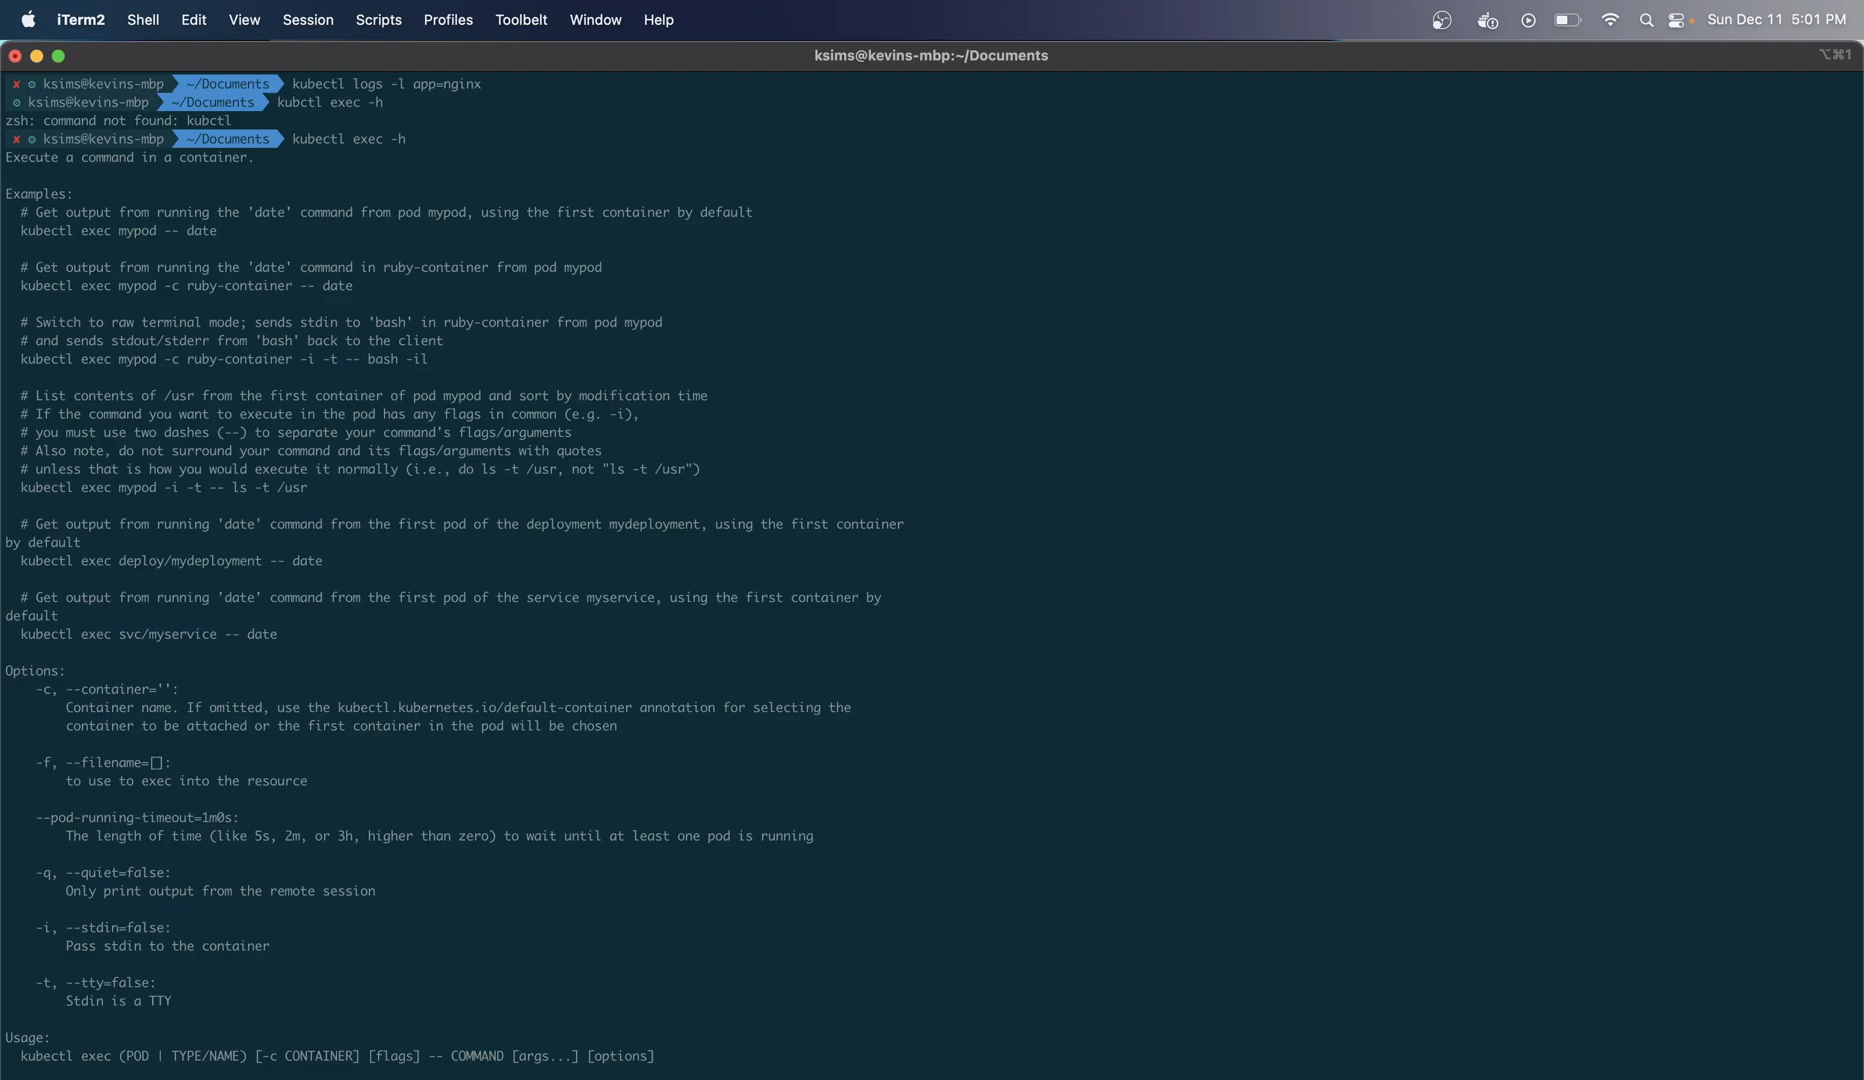 iTerm2 Shell Edit View Session Scripts Profiles Toolbelt Window Help Sun Dec 11 5:01 PM
ksims@kevins-mbp:~/Documents ⌥⌘1
✘ ⚙ ksims@kevins-mbp ~/Documents kubectl logs -l app=nginx
⚙ ksims@kevins-mbp ~/Documents kubctl exec -h
zsh: command not found: kubctl
✘ ⚙ ksims@kevins-mbp ~/Documents kubectl exec -h
Execute a command in a container.
Examples:
# Get output from running the 'date' command from pod mypod, using the first container by default
kubectl exec mypod -- date
# Get output from running the 'date' command in ruby-container from pod mypod
kubectl exec mypod -c ruby-container -- date
# Switch to raw terminal mode; sends stdin to 'bash' in ruby-container from pod mypod
# and sends stdout/stderr from 'bash' back to the client
kubectl exec mypod -c ruby-container -i -t -- bash -il
# List contents of /usr from the first container of pod mypod and sort by modification time
# If the command you want to execute in the pod has any flags in common (e.g. -i),
# you must use two dashes (--) to separate your command's flags/arguments
# Also note, do not surround your command and its flags/arguments with quotes
# unless that is how you would execute it normally (i.e., do ls -t /usr, not "ls -t /usr")
kubectl exec mypod -i -t -- ls -t /usr
# Get output from running 'date' command from the first pod of the deployment mydeployment, using the first container
by default
kubectl exec deploy/mydeployment -- date
# Get output from running 'date' command from the first pod of the service myservice, using the first container by
default
kubectl exec svc/myservice -- date
Options:
-c, --container='':
Container name. If omitted, use the kubectl.kubernetes.io/default-container annotation for selecting the
container to be attached or the first container in the pod will be chosen
-f, --filename=[]:
to use to exec into the resource
--pod-running-timeout=1m0s:
The length of time (like 5s, 2m, or 3h, higher than zero) to wait until at least one pod is running
-q, --quiet=false:
Only print output from the remote session
-i, --stdin=false:
Pass stdin to the container
-t, --tty=false:
Stdin is a TTY
Usage:
kubectl exec (POD | TYPE/NAME) [-c CONTAINER] [flags] -- COMMAND [args...] [options]